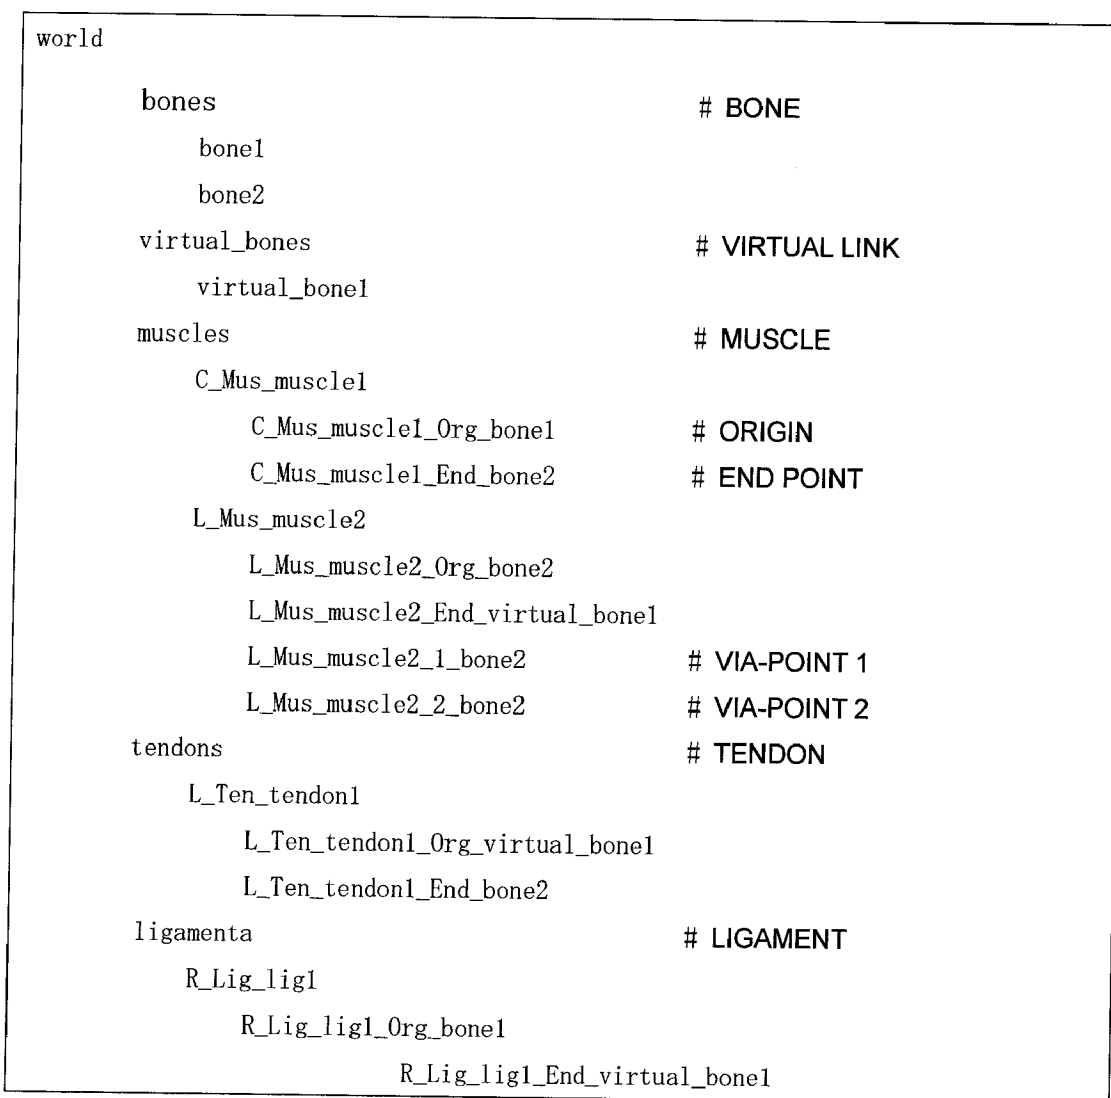 world
bones # BONE
bone1
bone2
virtual_bones # VIRTUAL LINK
virtual_bone1
muscles # MUSCLE
C_Mus_muscle1
C_Mus_muscle1_Org_bone1 # ORIGIN
C_Mus_muscle1_End_bone2 # END POINT
L_Mus_muscle2
L_Mus_muscle2_Org_bone2
L_Mus_muscle2_End_virtual_bone1
L_Mus_muscle2_1_bone2 # VIA-POINT 1
L_Mus_muscle2_2_bone2 # VIA-POINT 2
tendons # TENDON
L_Ten_tendon1
L_Ten_tendon1_Org_virtual_bone1
L_Ten_tendon1_End_bone2
ligamenta # LIGAMENT
R_Lig_lig1
R_Lig_lig1_Org_bone1
R_Lig_lig1_End_virtual_bone1